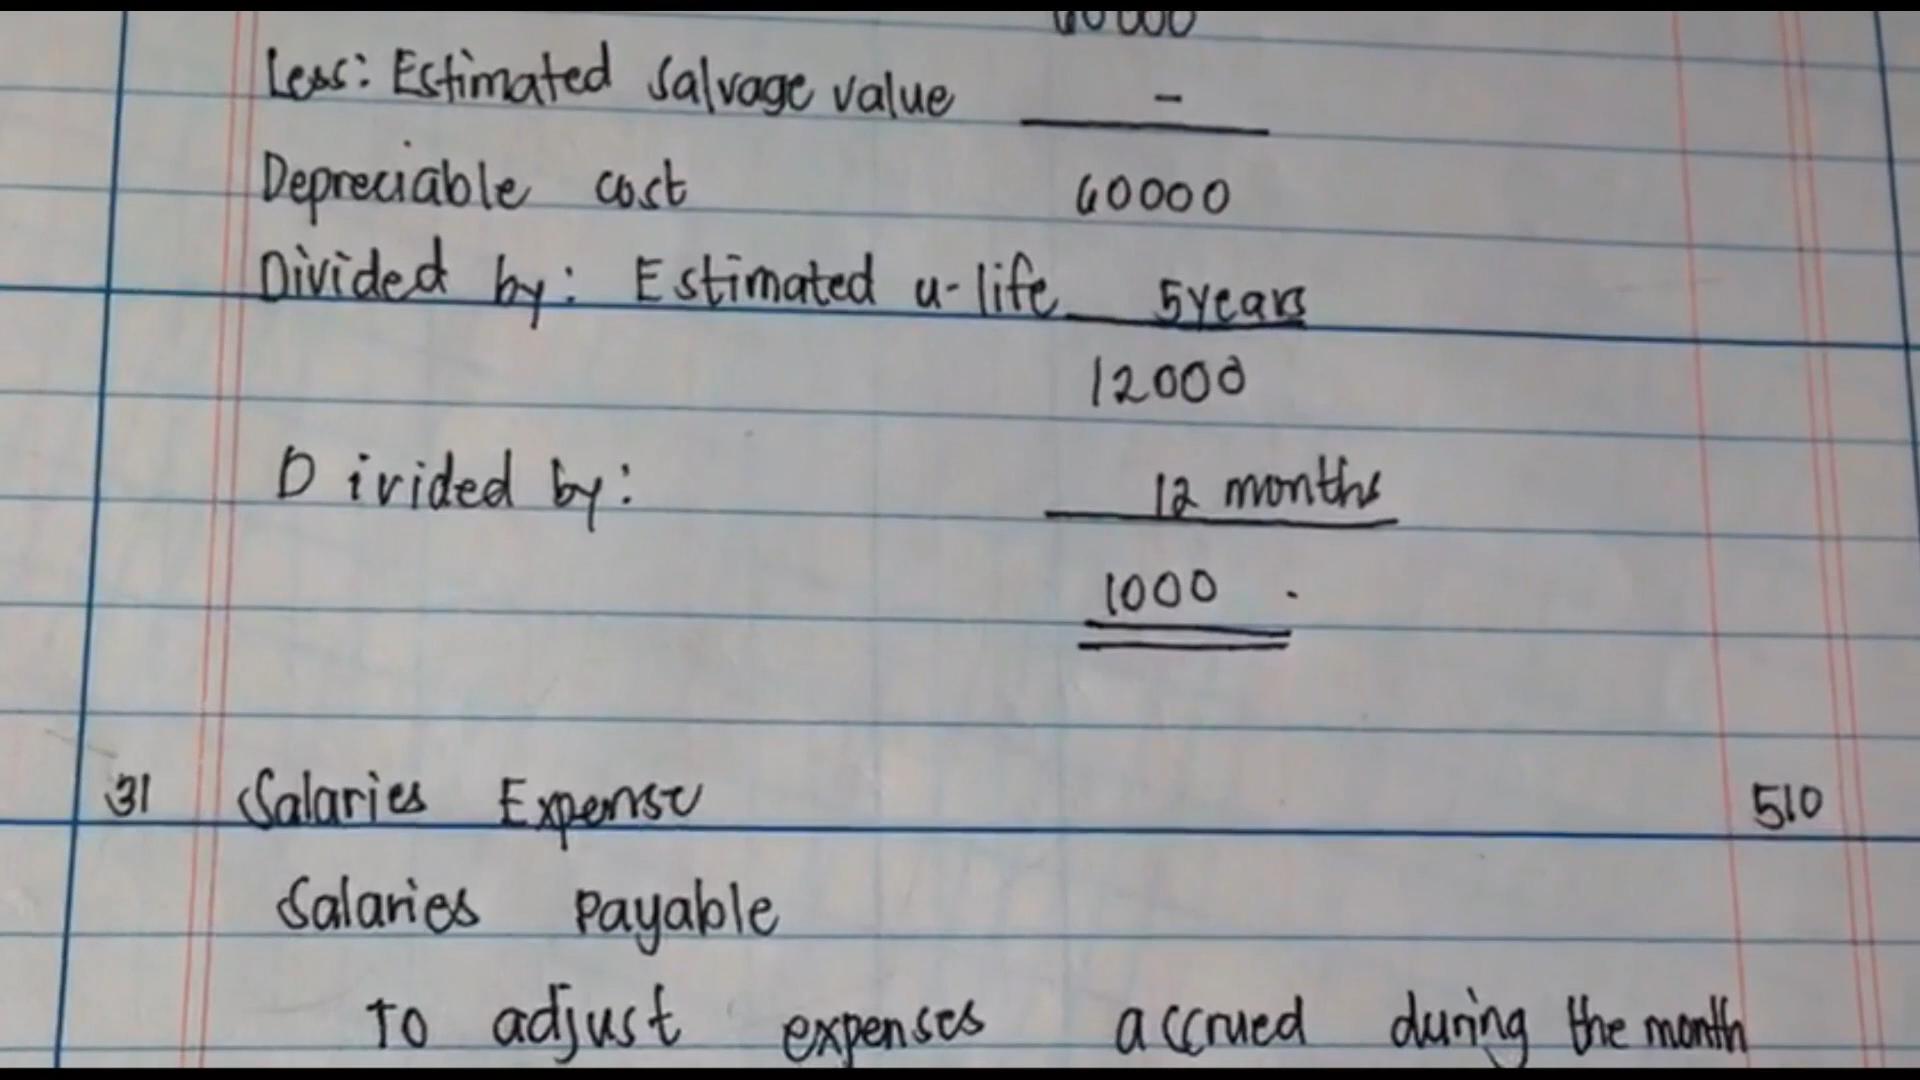 Less: Estimated salvage value -
Depreciable cost 60000
Divided by: Estimated u-life 5years
12000
Divided by: 12 months
1000
31 Salaries Expense 510
Salaries payable
To adjust expenses accrued during the month